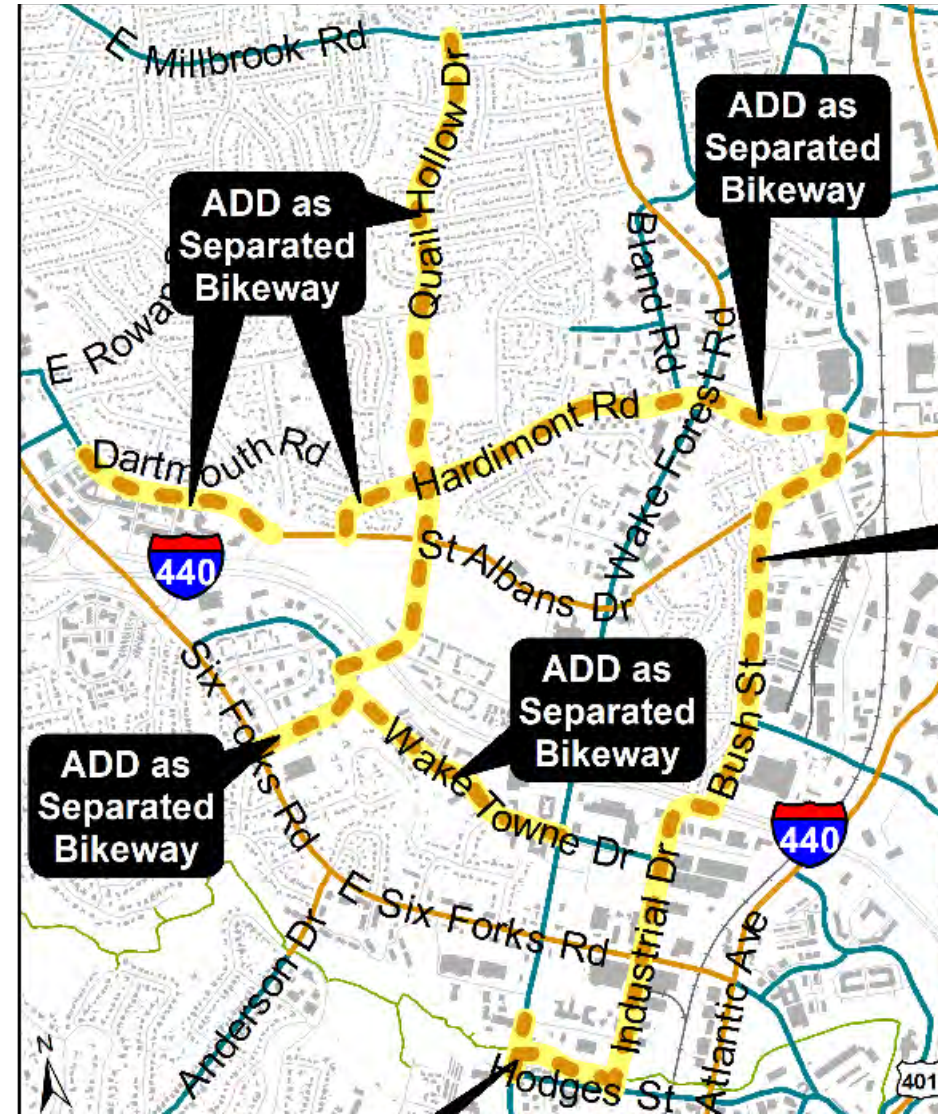 E Millbrook Rd
Quail Hollow Dr
ADD as
Separated
Bikeway
ADD as
Separated
Bikeway
Bland Rd
E Rowan
Wake Forest Rd
Dartmouth Rd
Hardimont Rd
440
St Albans Dr
Six Forks Rd
ADD as
Separated
Bikeway
ADD as
Separated
Bikeway
Wake Towne Dr
Bush St
440
E Six Forks Rd
Industrial Dr
Anderson Dr
Atlantic Ave
Hodges St
N
401